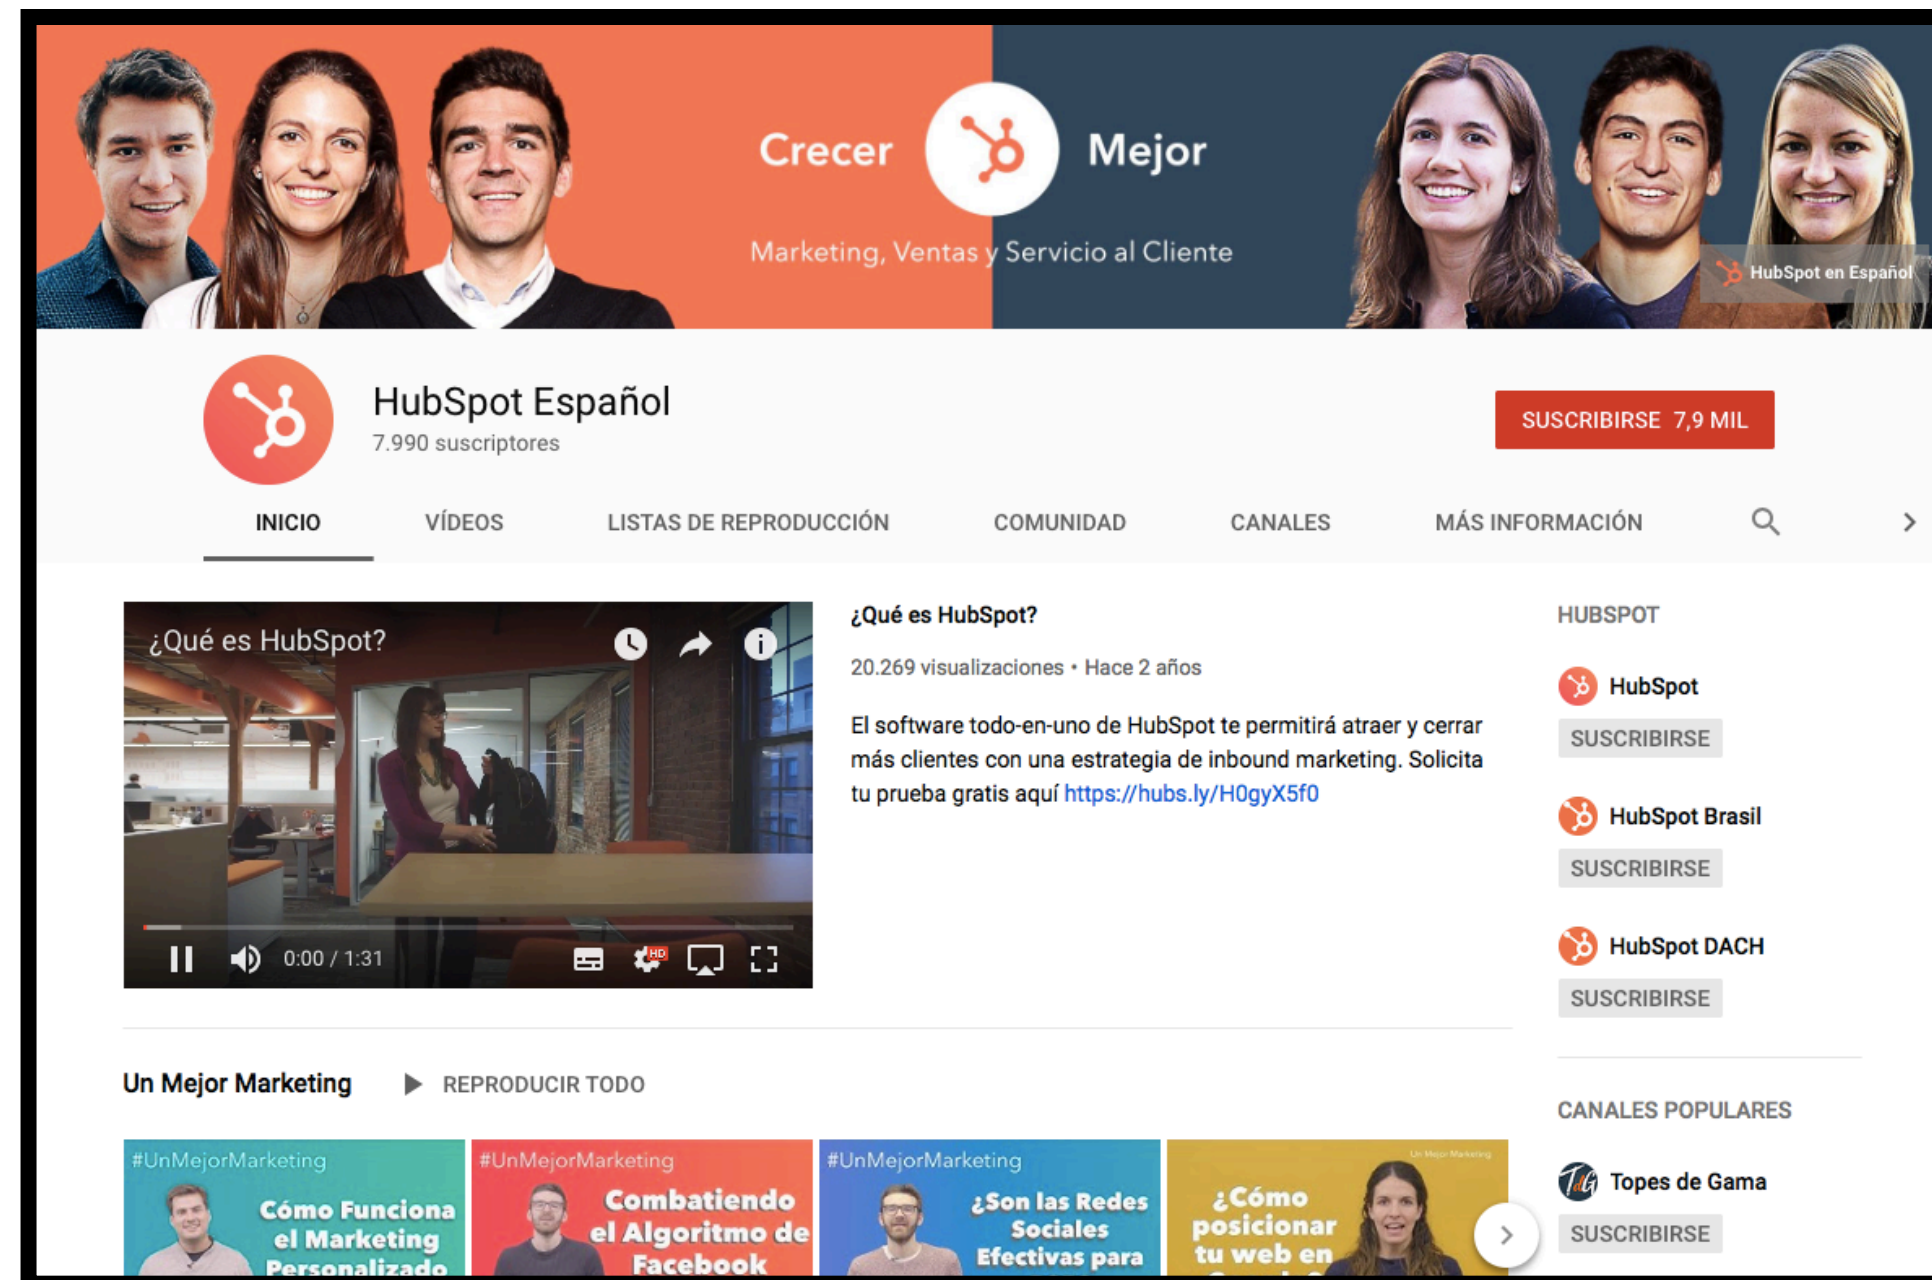 Crecer Mejor
Marketing, Ventas y Servicio al Cliente
HubSpot en Español
HubSpot Español
7.990 suscriptores
SUSCRIBIRSE 7,9 MIL
INICIO VÍDEOS LISTAS DE REPRODUCCIÓN COMUNIDAD CANALES MÁS INFORMACIÓN
¿Qué es HubSpot?
0:00 / 1:31
HD
¿Qué es HubSpot?
20.269 visualizaciones • Hace 2 años
El software todo-en-uno de HubSpot te permitirá atraer y cerrar
más clientes con una estrategia de inbound marketing. Solicita
tu prueba gratis aquí https://hubs.ly/H0gyX5f0
HUBSPOT
HubSpot
SUSCRIBIRSE
HubSpot Brasil
SUSCRIBIRSE
HubSpot DACH
SUSCRIBIRSE
Un Mejor Marketing REPRODUCIR TODO
#UnMejorMarketing
Cómo Funciona
el Marketing
Personalizado
#UnMejorMarketing
Combatiendo
el Algoritmo de
Facebook
#UnMejorMarketing
¿Son las Redes
Sociales
Efectivas para
Un Mejor Marketing
¿Cómo
posicionar
tu web en
CANALES POPULARES
TdG
Topes de Gama
SUSCRIBIRSE